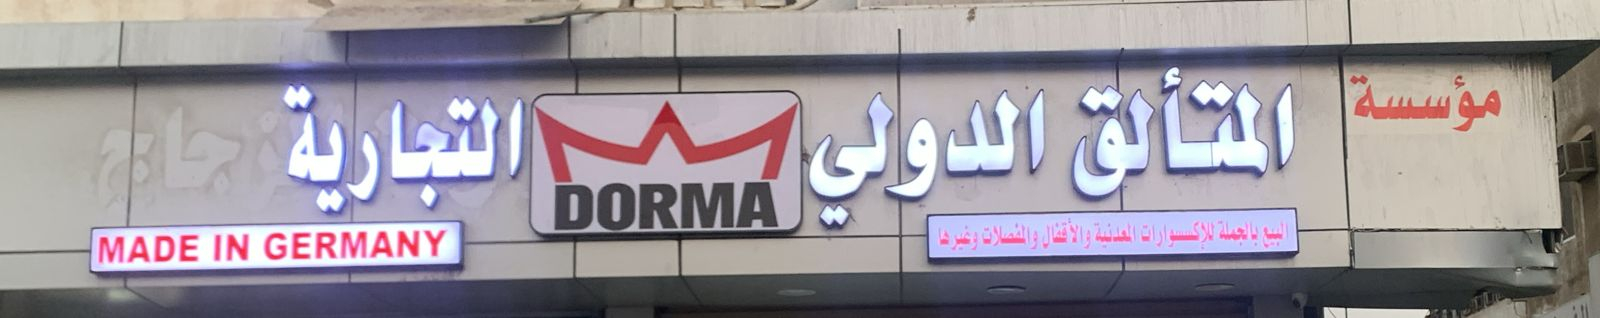 مؤسسة
المتألق الدولي
DORMA
التجارية
البيع بالجملة للإكسسوارات المعدنية والأقفال والمفصلات وغيرها
MADE IN GERMANY